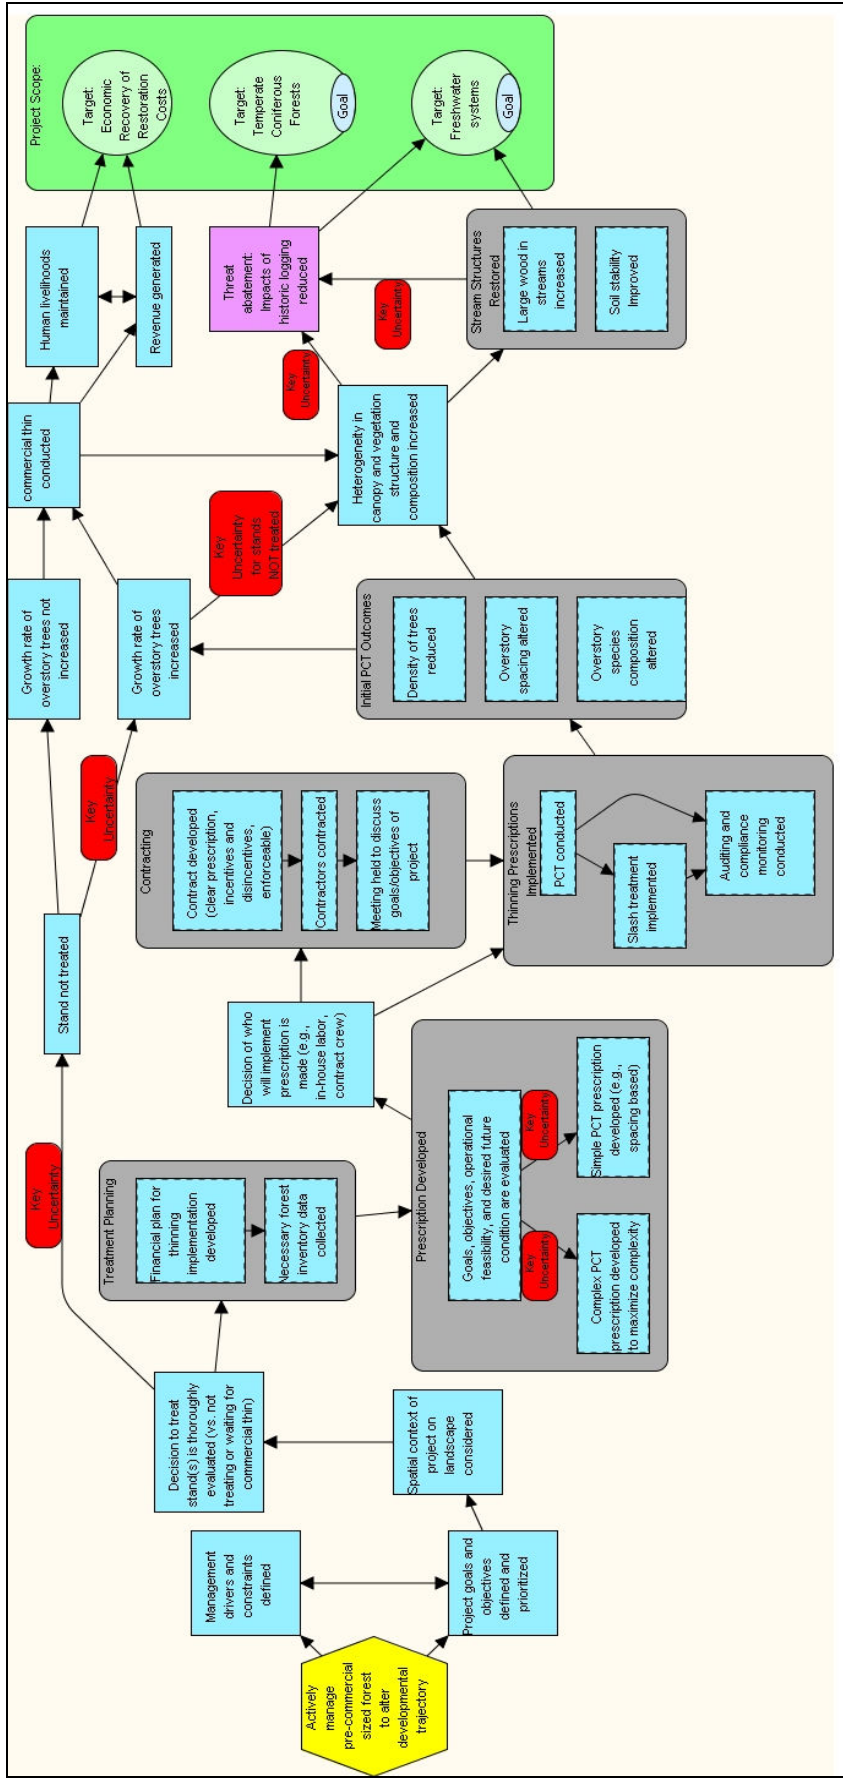 Actively
manage
pre-commercial
sized forest
to alter
developmental
trajectory
Management
drivers and
constraints
defined
Project goals and
objectives
defined and
prioritized
Decision to treat
stand(s) is thoroughly
evaluated (vs. not
treating or waiting for
commercial thin)
Spatial context of
project on
landscape
considered
Key
Uncertainty
Treatment Planning
Financial plan for
thinning
implementation
developed
Necessary forest
inventory data
collected
Prescription Developed
Goals, objectives, operational
feasibility, and desired future
condition are evaluated
Key
Uncertainty
Key
Uncertainty
Complex PCT
prescription developed
to maximize complexity
Simple PCT prescription
developed (e.g.,
spacing based)
Stand not treated
Decision of who
will implement
prescription is
made (e.g.,
in-house labor,
contract crew)
Key
Uncertainty
Contracting
Contract developed
(clear prescription,
incentives and
disincentives,
enforceable)
Contractors contracted
Meeting held to discuss
goals/objectives of
project
Thinning Prescriptions
Implemented
PCT conducted
Slash treatment
implemented
Auditing and
compliance
monitoring
conducted
Growth rate of
overstory trees not
increased
Growth rate of
overstory trees
increased
Initial PCT Outcomes
Density of trees
reduced
Overstory
spacing altered
Overstory
species
composition
altered
commercial thin
conducted
Key
Uncertainty
for stands
NOT treated
Heterogeneity in
canopy and vegetation
structure and
composition increased
Key
Uncertainty
Key
Uncertainty
Human livelihoods
maintained
Revenue generated
Threat
abatement:
Impacts of
historic logging
reduced
Stream Structures
Restored
Large wood in
streams
increased
Soil stability
Improved
Project Scope:
Target:
Economic
Recovery of
Restoration
Costs
Target:
Temperate
Coniferous
Forests
Goal
Target:
Freshwater
systems
Goal